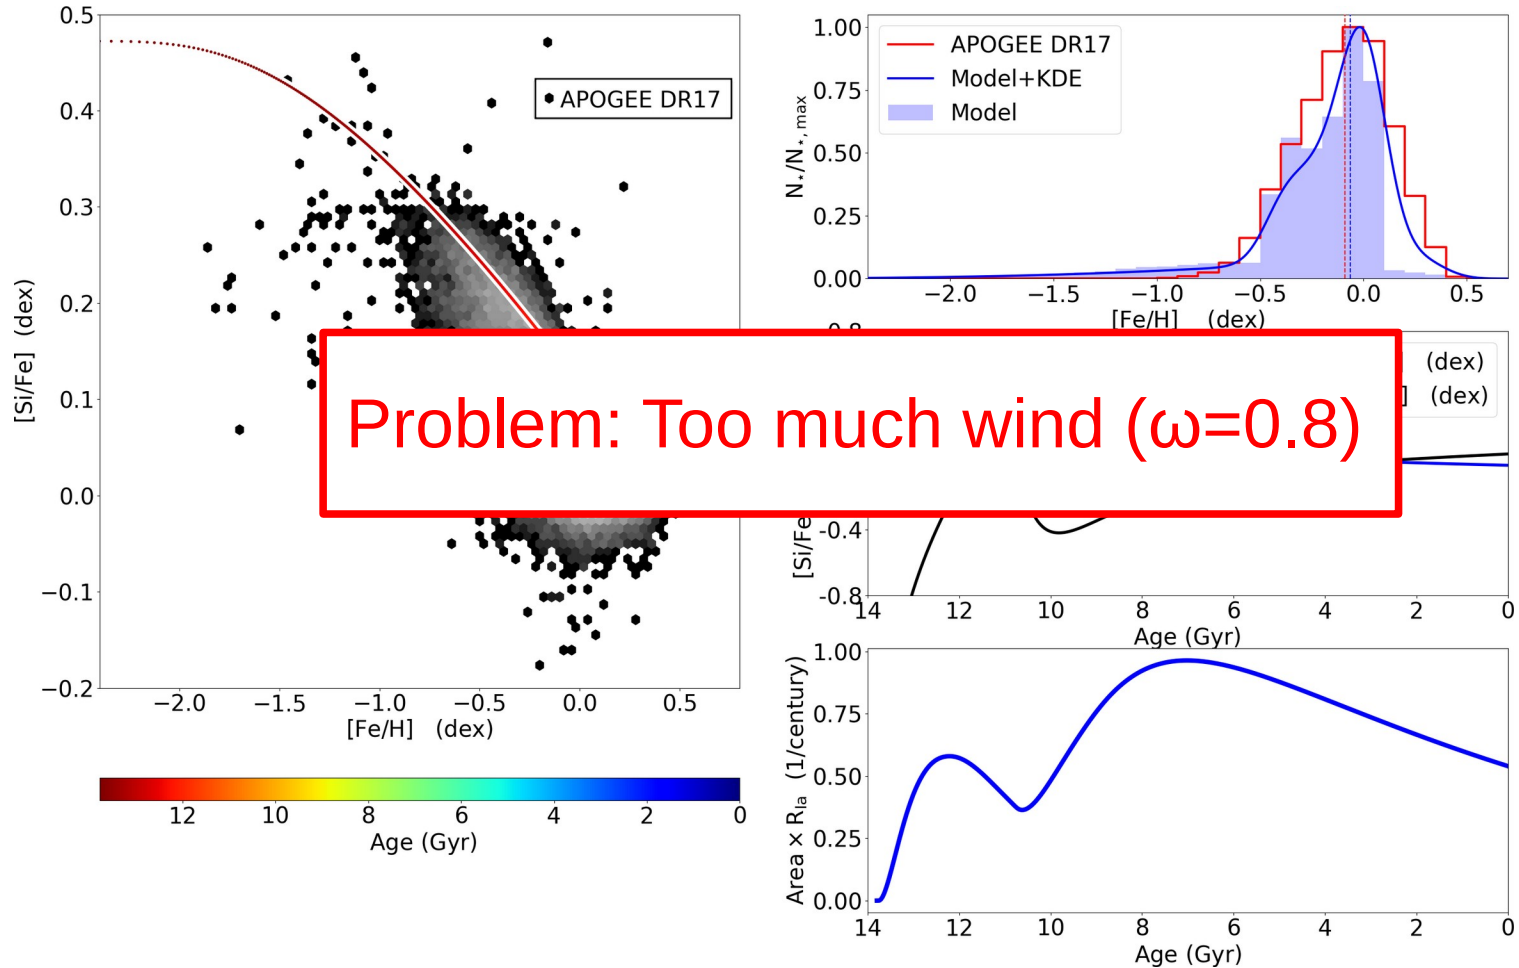 0.5
0.4
0.3
0.2
0.1
0.0
−0.1
−0.2
[Si/Fe] (dex)
APOGEE DR17
−2.0 −1.5 −1.0 −0.5 0.0 0.5
[Fe/H] (dex)
12 10 8 6 4 2 0
Age (Gyr)
1.00
0.75
0.50
0.25
0.00
N⋆/N⋆, max
APOGEE DR17
Model+KDE
Model
−2.0 −1.5 −1.0 −0.5 0.0 0.5
[Fe/H] (dex)
Problem: Too much wind (ω=0.8)
(dex)
] (dex)
-0.4
-0.8
[Si/Fe
14 12 10 8 6 4 2 0
Age (Gyr)
1.00
0.75
0.50
0.25
0.00
Area × RIa (1/century)
14 12 10 8 6 4 2 0
Age (Gyr)